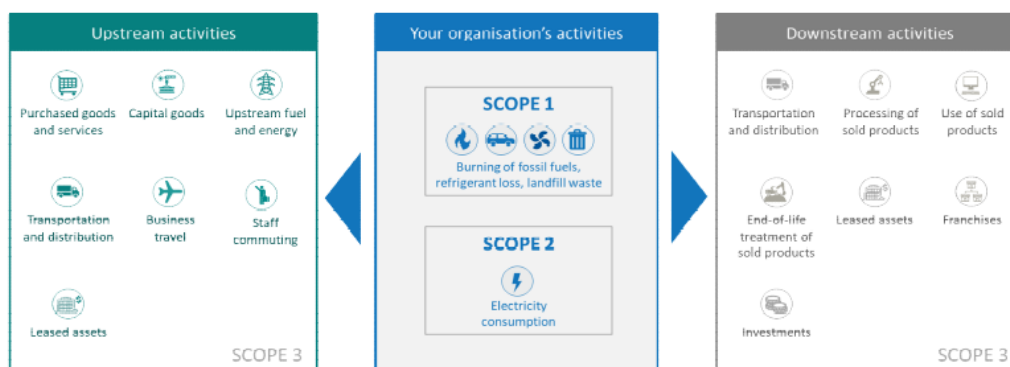 Upstream activities
Purchased goods
and services
Capital goods
Upstream fuel
and energy
Transportation
and distribution
Business
travel
Staff
commuting
Leased assets
SCOPE 3
Your organisation's activities
SCOPE 1
Burning of fossil fuels,
refrigerant loss, landfill waste
SCOPE 2
Electricity
consumption
Downstream activities
Transportation
and distribution
Processing of
sold products
Use of sold
products
End-of-life
treatment of
sold products
Leased assets
Franchises
Investments
SCOPE 3